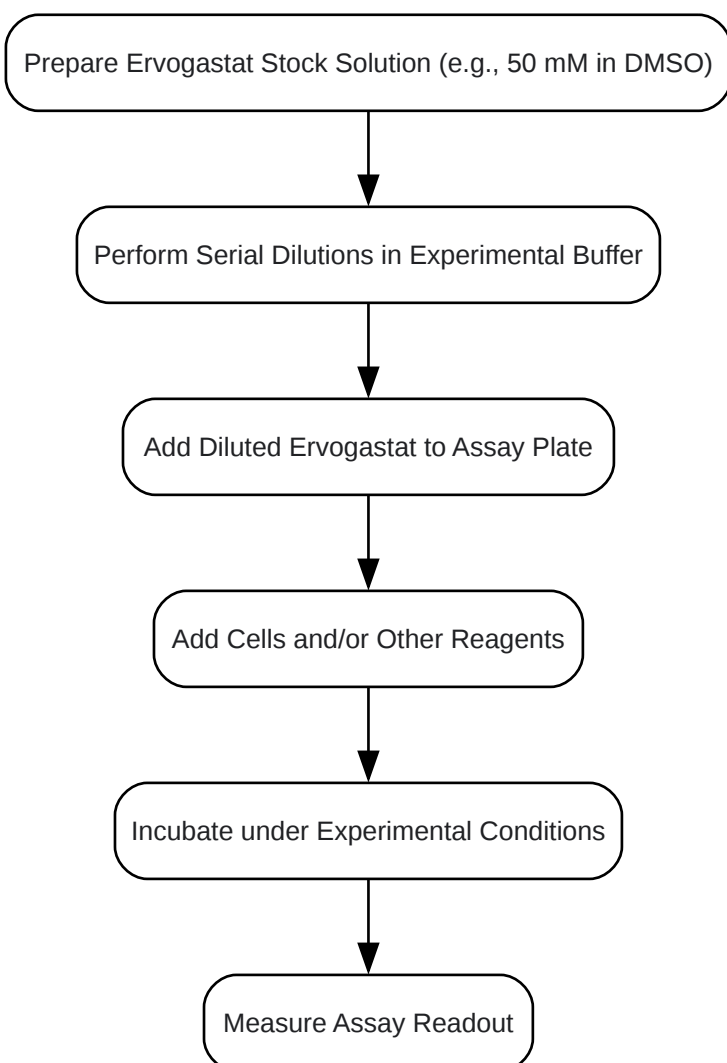 Prepare Ervogastat Stock Solution (e.g., 50 mM in DMSO)
Perform Serial Dilutions in Experimental Buffer
Add Diluted Ervogastat to Assay Plate
Add Cells and/or Other Reagents
Incubate under Experimental Conditions
Measure Assay Readout